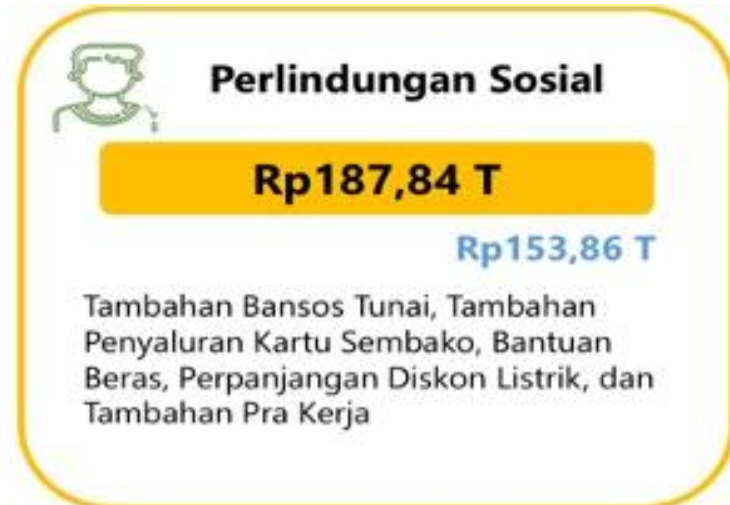 Perlindungan Sosial
Rp187,84 T
Rp153,86 T
Tambahan Bansos Tunai, Tambahan
Penyaluran Kartu Sembako, Bantuan
Beras, Perpanjangan Diskon Listrik, dan
Tambahan Pra Kerja